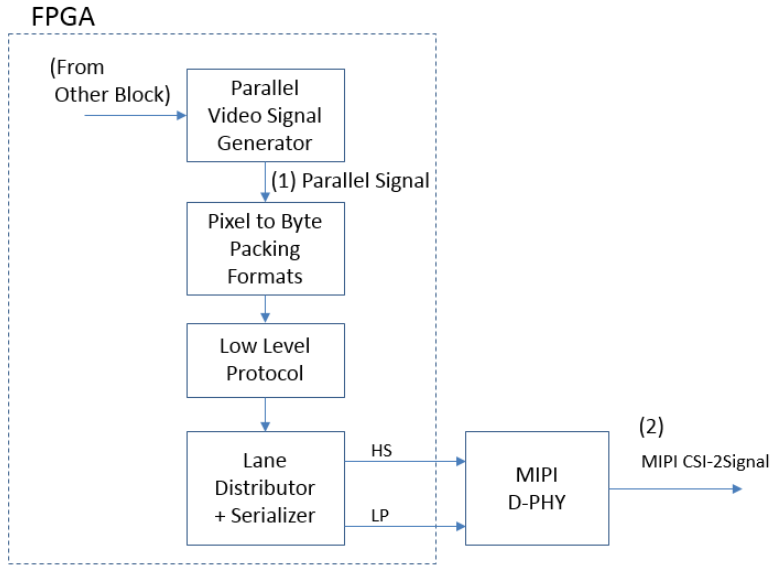 FPGA
(From
Other Block)
Parallel
Video Signal
Generator
(1) Parallel Signal
Pixel to Byte
Packing
Formats
Low Level
Protocol
Lane
Distributor
+ Serializer
HS
LP
MIPI
D-PHY
(2)
MIPI CSI-2Signal